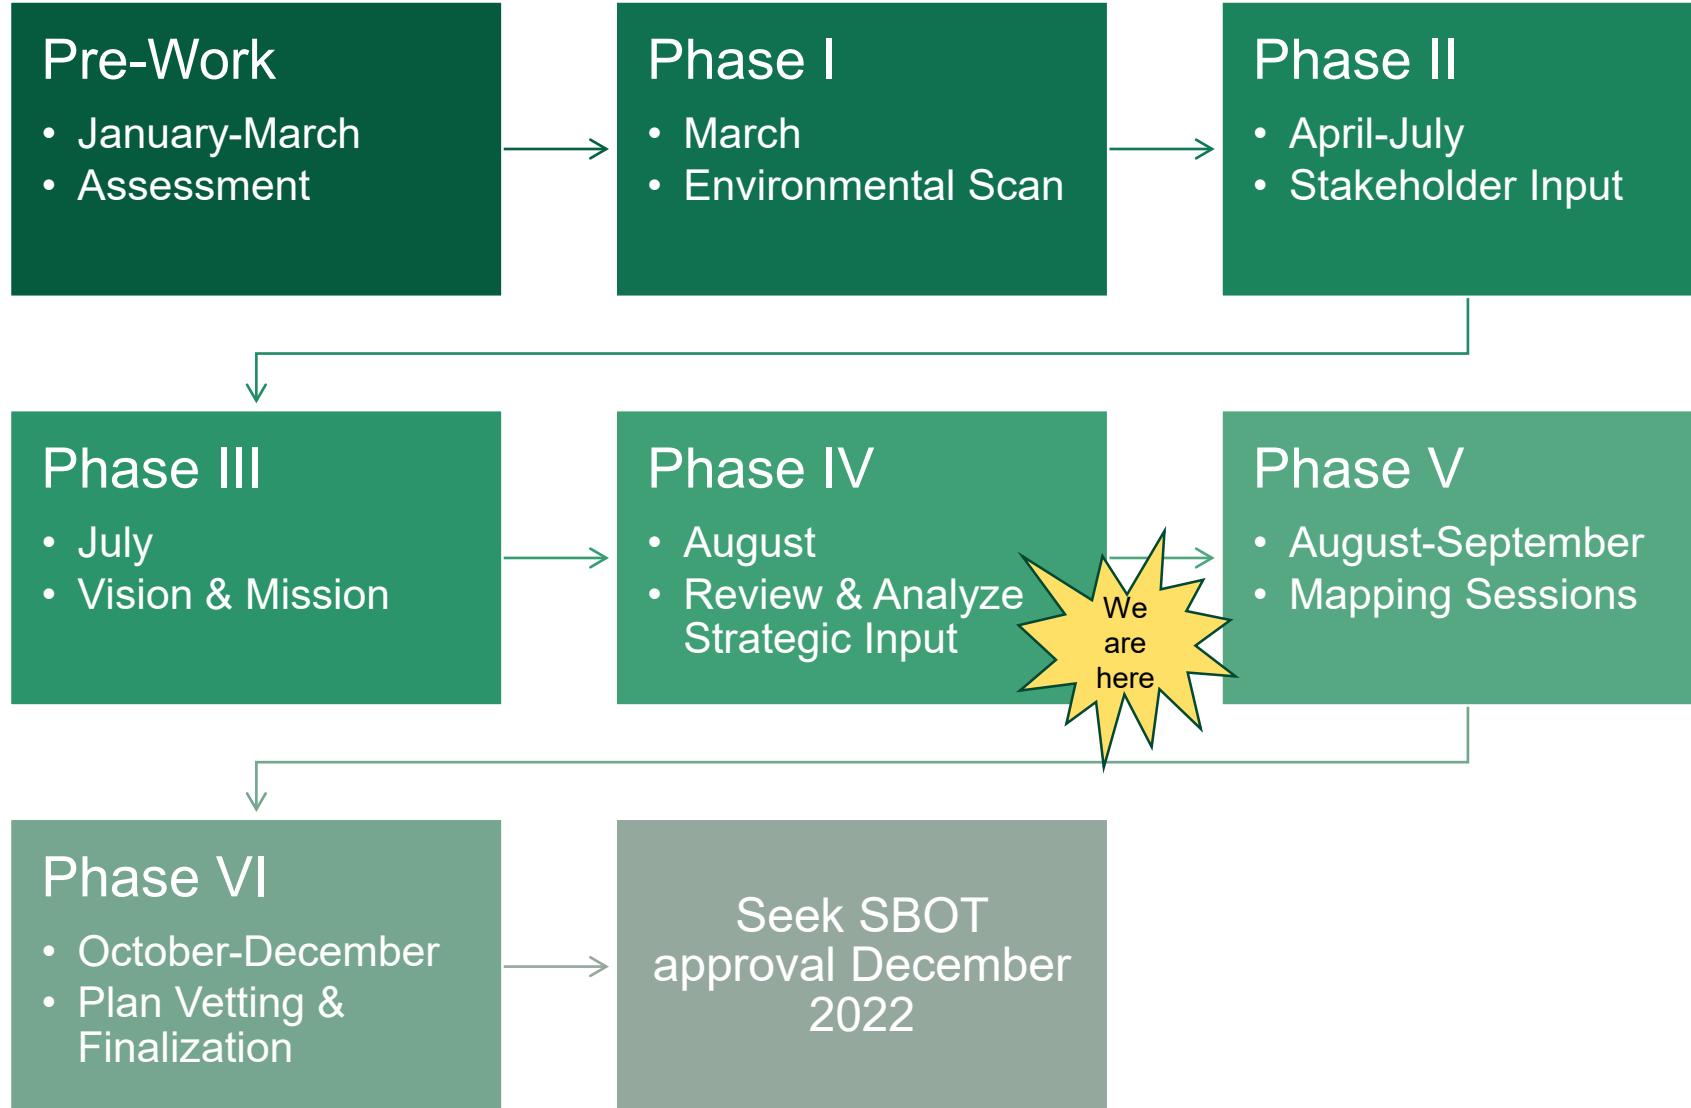 Pre-Work
• January-March
• Assessment
Phase I
• March
• Environmental Scan
Phase II
• April-July
• Stakeholder Input
Phase III
• July
• Vision & Mission
Phase IV
• August
• Review & Analyze
Strategic Input
We
are
here
Phase V
• August-September
• Mapping Sessions
Phase VI
• October-December
• Plan Vetting &
Finalization
Seek SBOT
approval December
2022